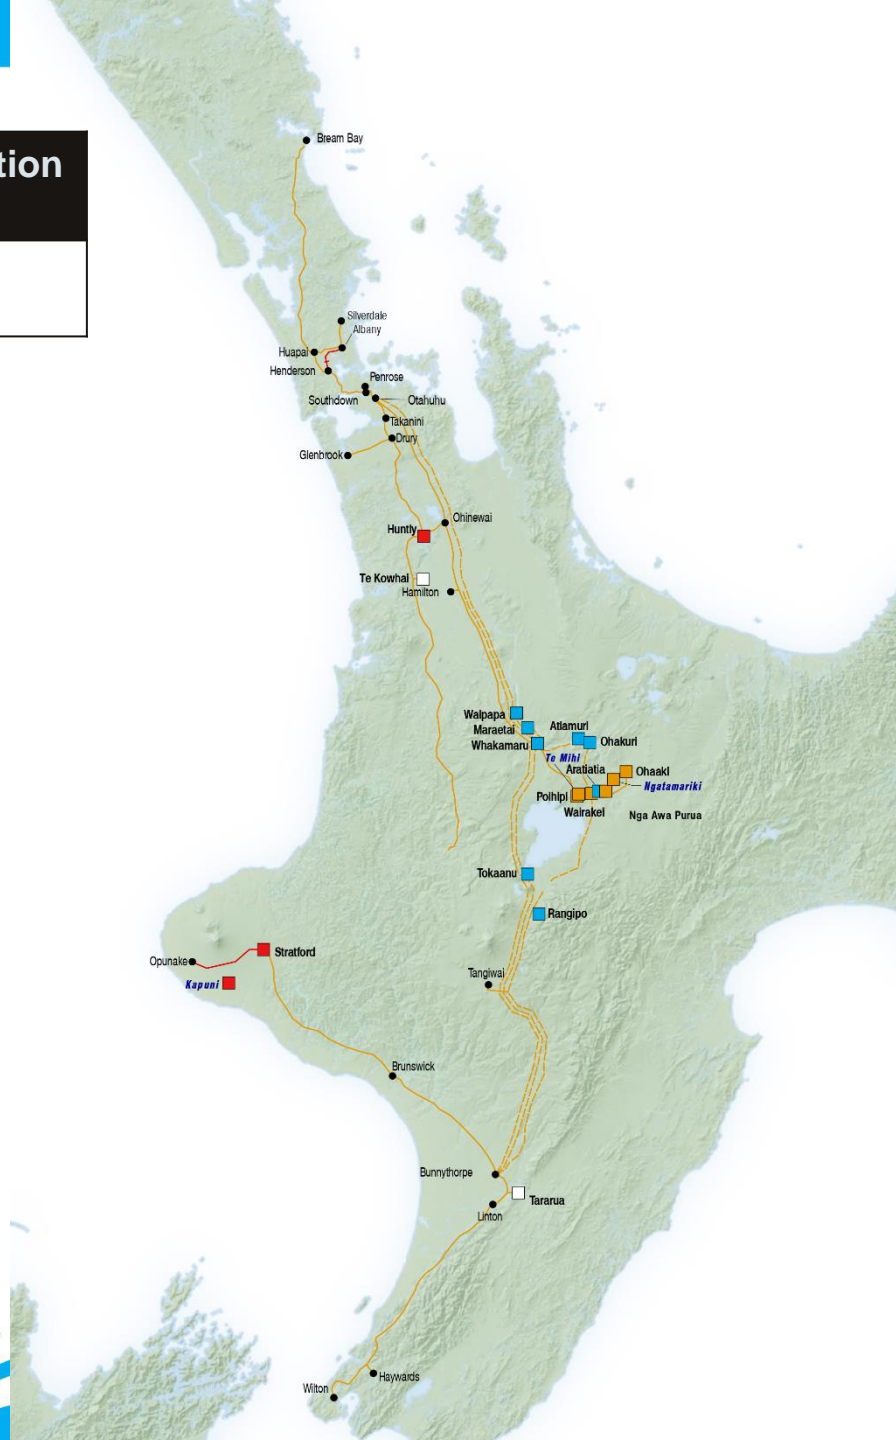 tion
Bream Bay
Silverdale
Albany
Huapai
Henderson
Penrose
Southdown
Otahuhu
Takanini
Drury
Glenbrook
Ohinewai
Huntly
Te Kowhai
Hamilton
Waipapa
Maraetai
Atiamuri
Whakamaru
Ohakuri
Te Mihi
Aratiatia
Ohaaki
Ngatamariki
Poihipi
Wairakei
Nga Awa Purua
Tokaanu
Rangipo
Stratford
Opunake
Tangiwai
Kapuni
Brunswick
Bunnythorpe
Tararua
Linton
Haywards
Wilton